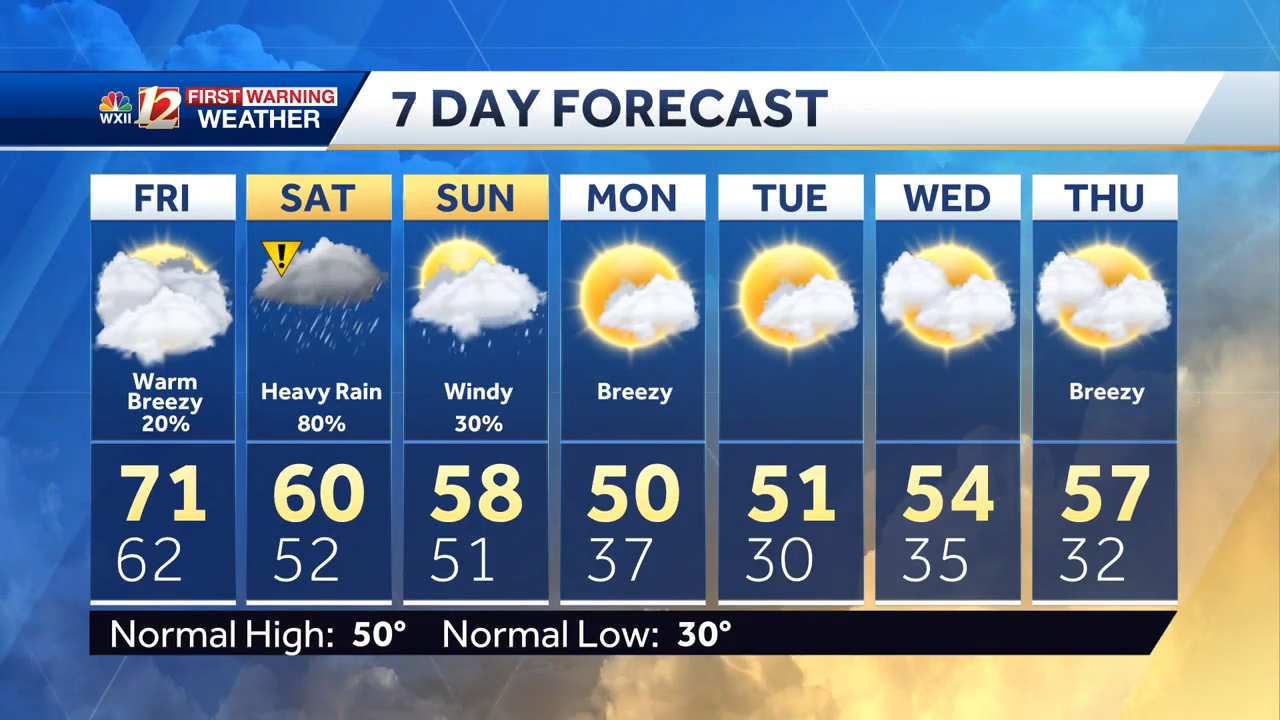 WXII 12 FIRST WARNING
WEATHER
7 DAY FORECAST
FRI SAT SUN MON TUE WED THU
!
Warm
Breezy
20%
Heavy Rain
80%
Windy
30%
Breezy
Breezy
71 60 58 50 51 54 57
62 52 51 37 30 35 32
Normal High: 50° Normal Low: 30°